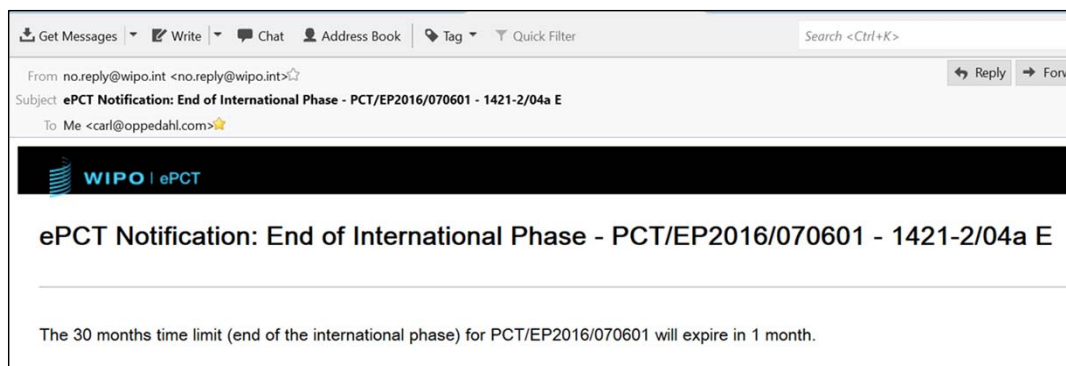 Get Messages Write Chat Address Book Tag Quick Filter Search <Ctrl+K>
From no.reply@wipo.int <no.reply@wipo.int>
Reply Forw
Subject ePCT Notification: End of International Phase - PCT/EP2016/070601 - 1421-2/04a E
To Me <carl@oppedahl.com>
WIPO | ePCT
ePCT Notification: End of International Phase - PCT/EP2016/070601 - 1421-2/04a E
The 30 months time limit (end of the international phase) for PCT/EP2016/070601 will expire in 1 month.